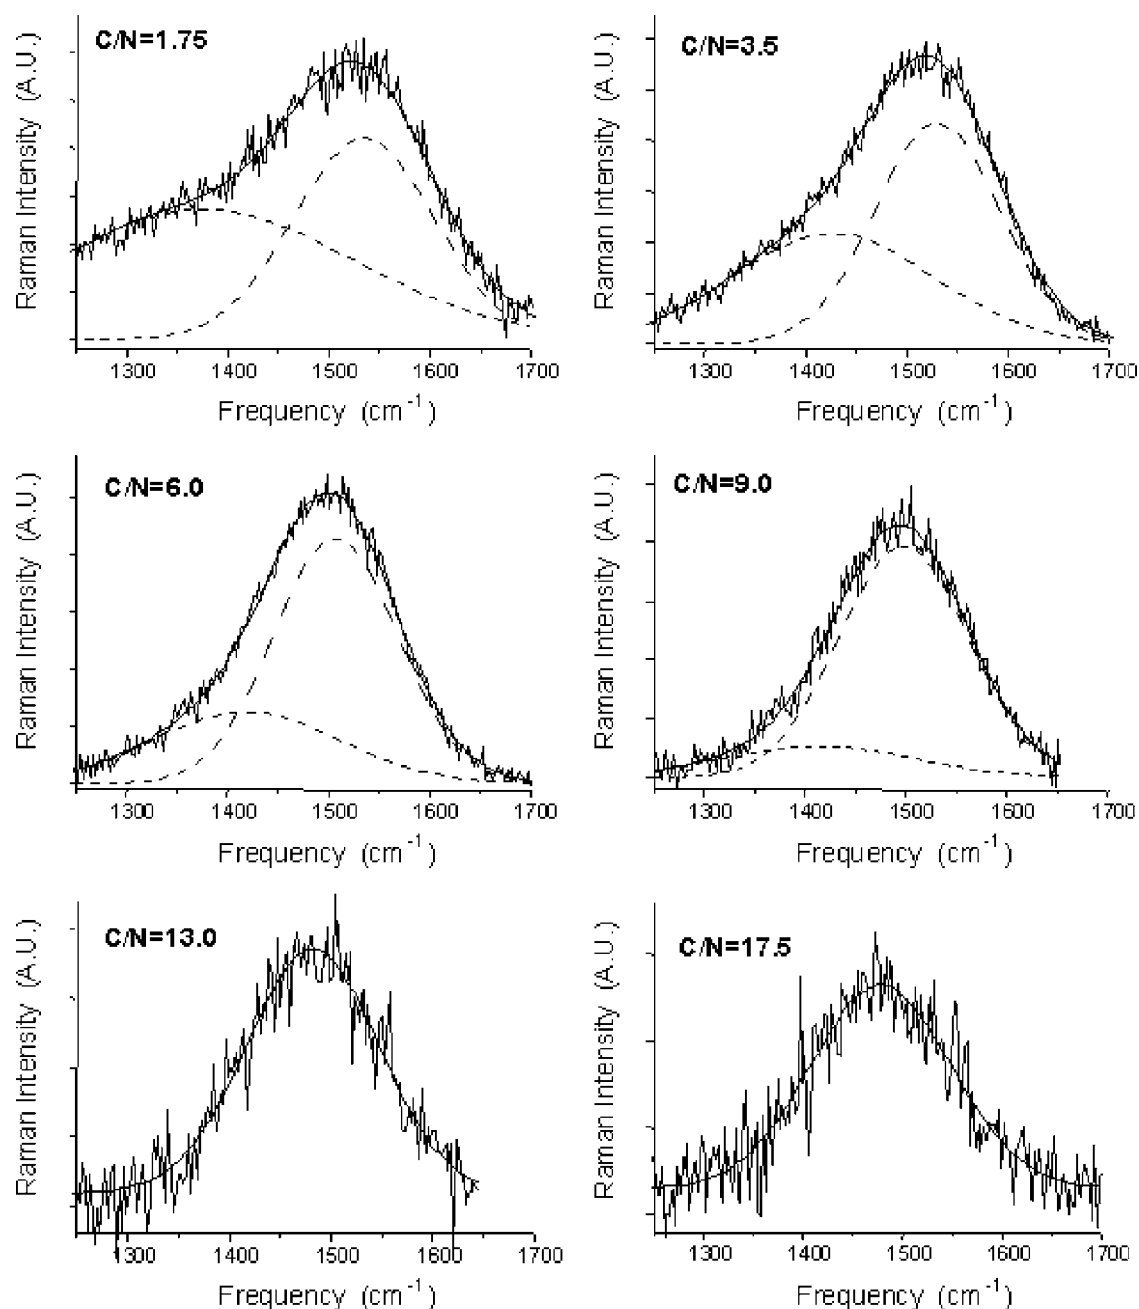 C/N=1.75
Raman Intensity (A.U.)
1300 1400 1500 1600 1700
Frequency (cm⁻¹)
C/N=3.5
Raman Intensity (A.U.)
1300 1400 1500 1600 1700
Frequency (cm⁻¹)
C/N=6.0
Raman Intensity (A.U.)
1300 1400 1500 1600 1700
Frequency (cm⁻¹)
C/N=9.0
Raman Intensity (A.U.)
1300 1400 1500 1600 1700
Frequency (cm⁻¹)
C/N=13.0
Raman Intensity (A.U.)
1300 1400 1500 1600 1700
Frequency (cm⁻¹)
C/N=17.5
Raman Intensity (A.U.)
1300 1400 1500 1600 1700
Frequency (cm⁻¹)